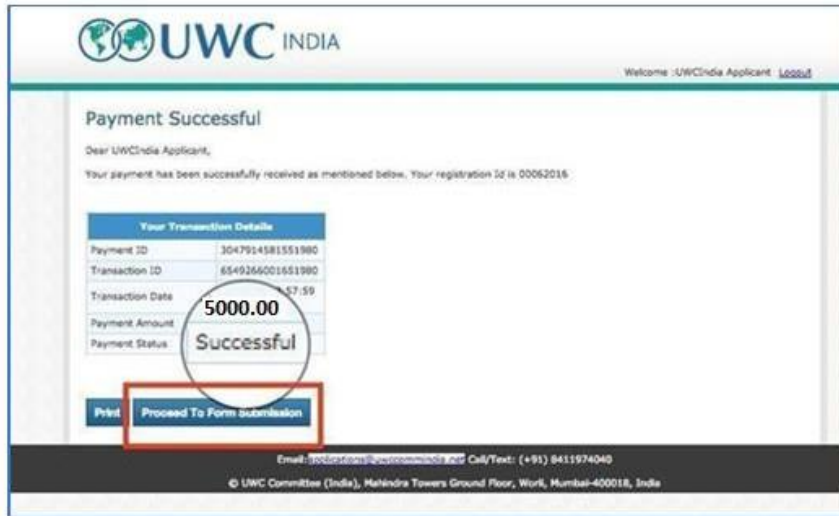 UWC INDIA
Welcome :UWCIndia Applicant Logout
Payment Successful
Dear UWCIndia Applicant,
Your payment has been successfully received as mentioned below. Your registration Id is 00062016
Your Transaction Details
Payment ID 3047914581551980
Transaction ID 6549266001651980
Transaction Date :57:59
Payment Amount 5000.00
Payment Status Successful
Print Proceed To Form Submission
Email:applications@uwccommindia.net Call/Text: (+91) 8411974040
© UWC Committee (India), Mahindra Towers Ground Floor, Worli, Mumbai-400018, India